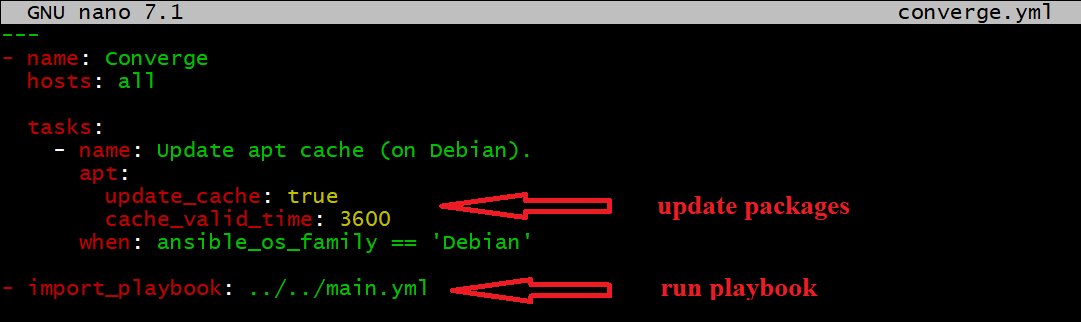 GNU nano 7.1 converge.yml
---
- name: Converge
  hosts: all
  tasks:
    - name: Update apt cache (on Debian).
      apt:
        update_cache: true
        cache_valid_time: 3600
update packages
      when: ansible_os_family == 'Debian'
- import_playbook: ../../main.yml
run playbook